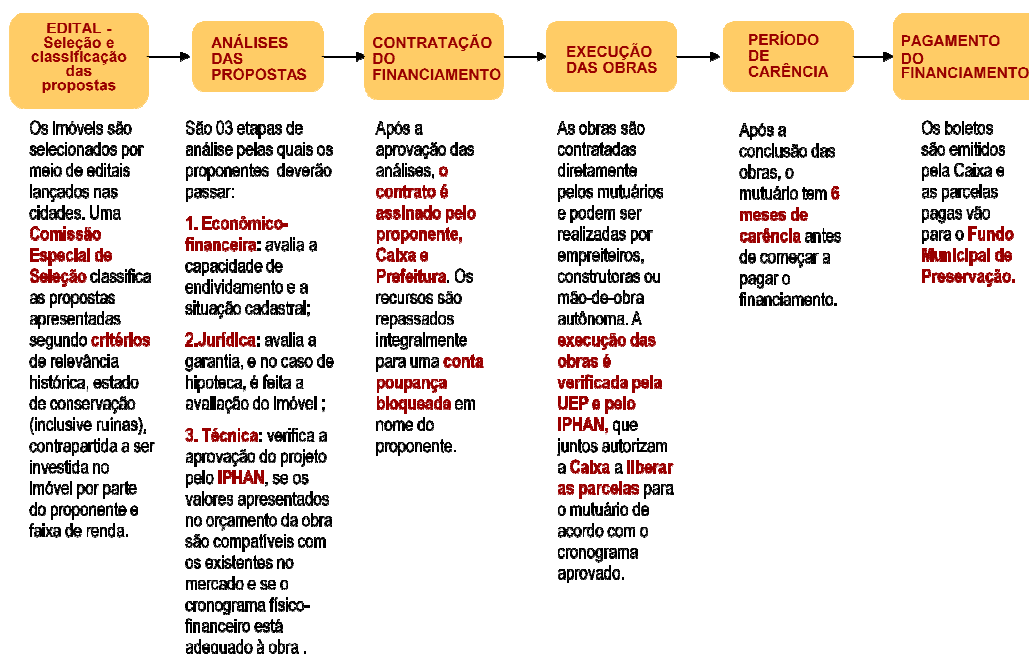 EDITAL -
Seleção e
classificação
das
propostas
Os imóveis são
selecionados por
meio de editais
lançados nas
cidades. Uma
Comissão
Especial de
Seleção classifica
as propostas
apresentadas
segundo critérios
de relevância
histórica, estado
de conservação
(inclusive ruínas),
contrapartida a ser
investida no
imóvel por parte
do proponente e
faixa de renda.
ANÁLISES
DAS
PROPOSTAS
São 03 etapas de
análise pelas quais os
proponentes deverão
passar:
1. Econômico-
financeira: avalia a
capacidade de
endividamento e a
situação cadastral;
2.Jurídica: avalia a
garantia, e no caso de
hipoteca, é feita a
avaliação do imóvel ;
3. Técnica: verifica a
aprovação do projeto
pelo IPHAN, se os
valores apresentados
no orçamento da obra
são compatíveis com
os existentes no
mercado e se o
cronograma físico-
financeiro está
adequado à obra .
CONTRATAÇÃO
DO
FINANCIAMENTO
Após a
aprovação das
análises, o
contrato é
assinado pelo
proponente,
Caixa e
Prefeitura. Os
recursos são
repassados
integralmente
para uma conta
poupança
bloqueada em
nome do
proponente.
EXECUÇÃO
DAS OBRAS
As obras são
contratadas
diretamente
pelos mutuários
e podem ser
realizadas por
empreiteiros,
construtoras ou
mão-de-obra
autônoma. A
execução das
obras é
verificada pela
UEP e pelo
IPHAN, que
juntos autorizam
a Caixa a liberar
as parcelas para
o mutuário de
acordo com o
cronograma
aprovado.
PERÍODO
DE
CARÊNCIA
Após a
conclusão das
obras, o
mutuário tem 6
meses de
carência antes
de começar a
pagar o
financiamento.
PAGAMENTO
DO
FINANCIAMENTO
Os boletos
são emitidos
pela Caixa e
as parcelas
pagas vão
para o Fundo
Municipal de
Preservação.